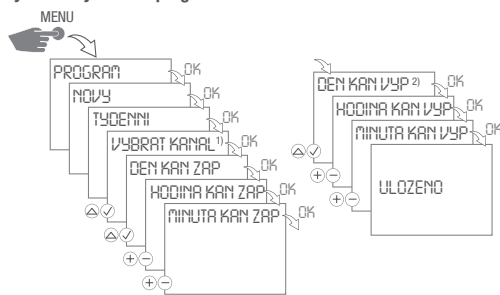 MENU
PROGRAM
OK
NOVY
OK
TYDENNI
OK
VYBRAT KANAL 1)
OK
DEN KAN ZAP
OK
HODINA KAN ZAP
OK
MINUTA KAN ZAP
OK
DEN KAN VYP 2)
OK
HODINA KAN VYP
OK
MINUTA KAN VYP
OK
ULOZENO